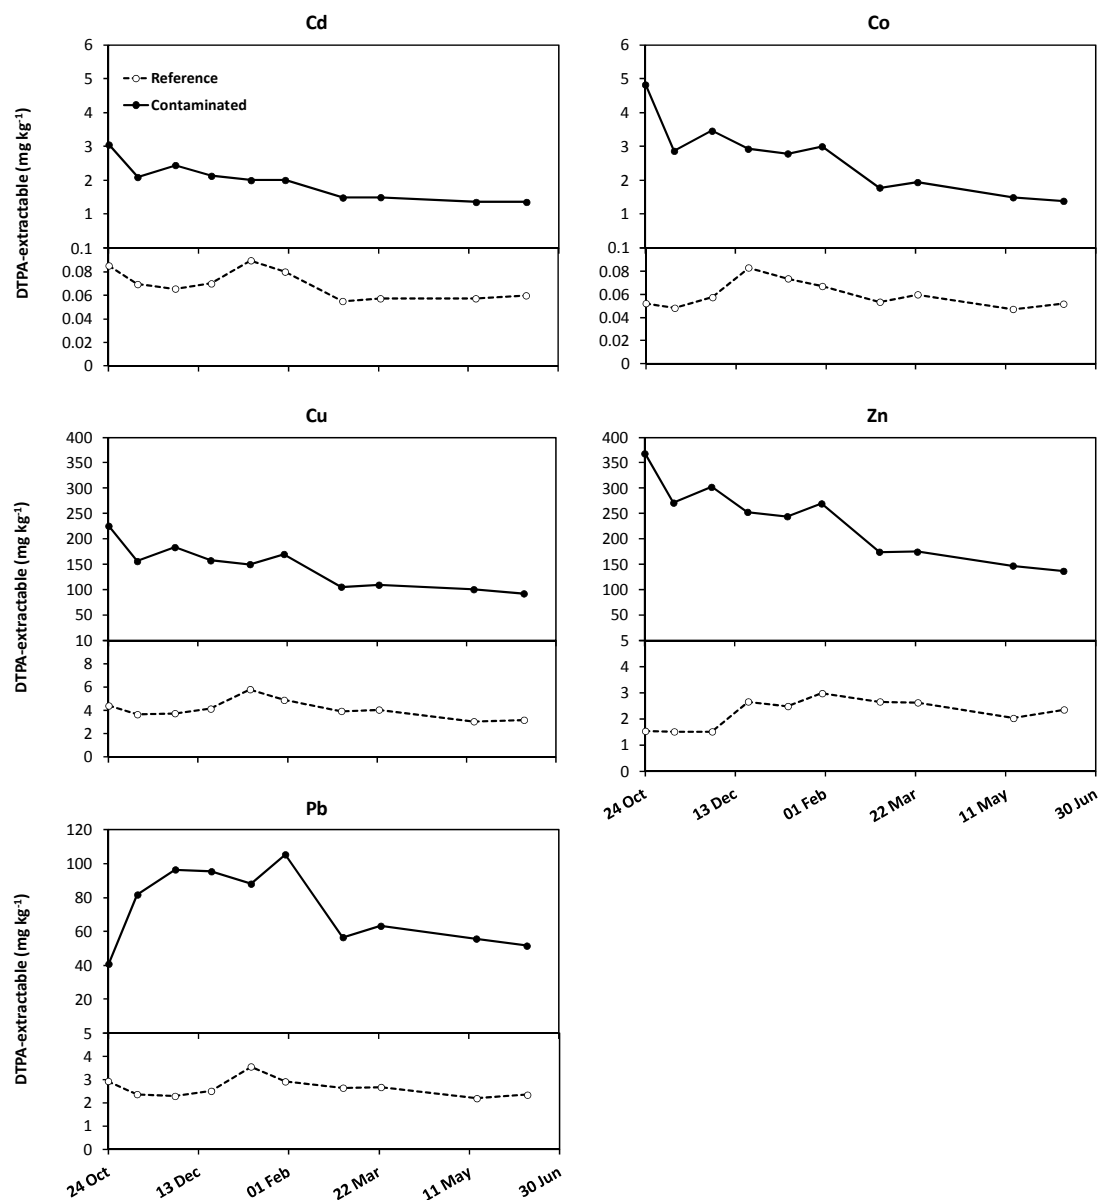 Cd
6
5
4
3
2
1
0.1
0.08
0.06
0.04
0.02
0
DTPA-extractable (mg kg⁻¹)
Reference
Contaminated
Co
6
5
4
3
2
1
0.1
0.08
0.06
0.04
0.02
0
Cu
400
350
300
250
200
150
100
50
10
8
6
4
2
0
DTPA-extractable (mg kg⁻¹)
Zn
400
350
300
250
200
150
100
50
5
4
3
2
1
0
24 Oct
13 Dec
01 Feb
22 Mar
11 May
30 Jun
Pb
120
100
80
60
40
20
5
4
3
2
1
0
DTPA-extractable (mg kg⁻¹)
24 Oct
13 Dec
01 Feb
22 Mar
11 May
30 Jun